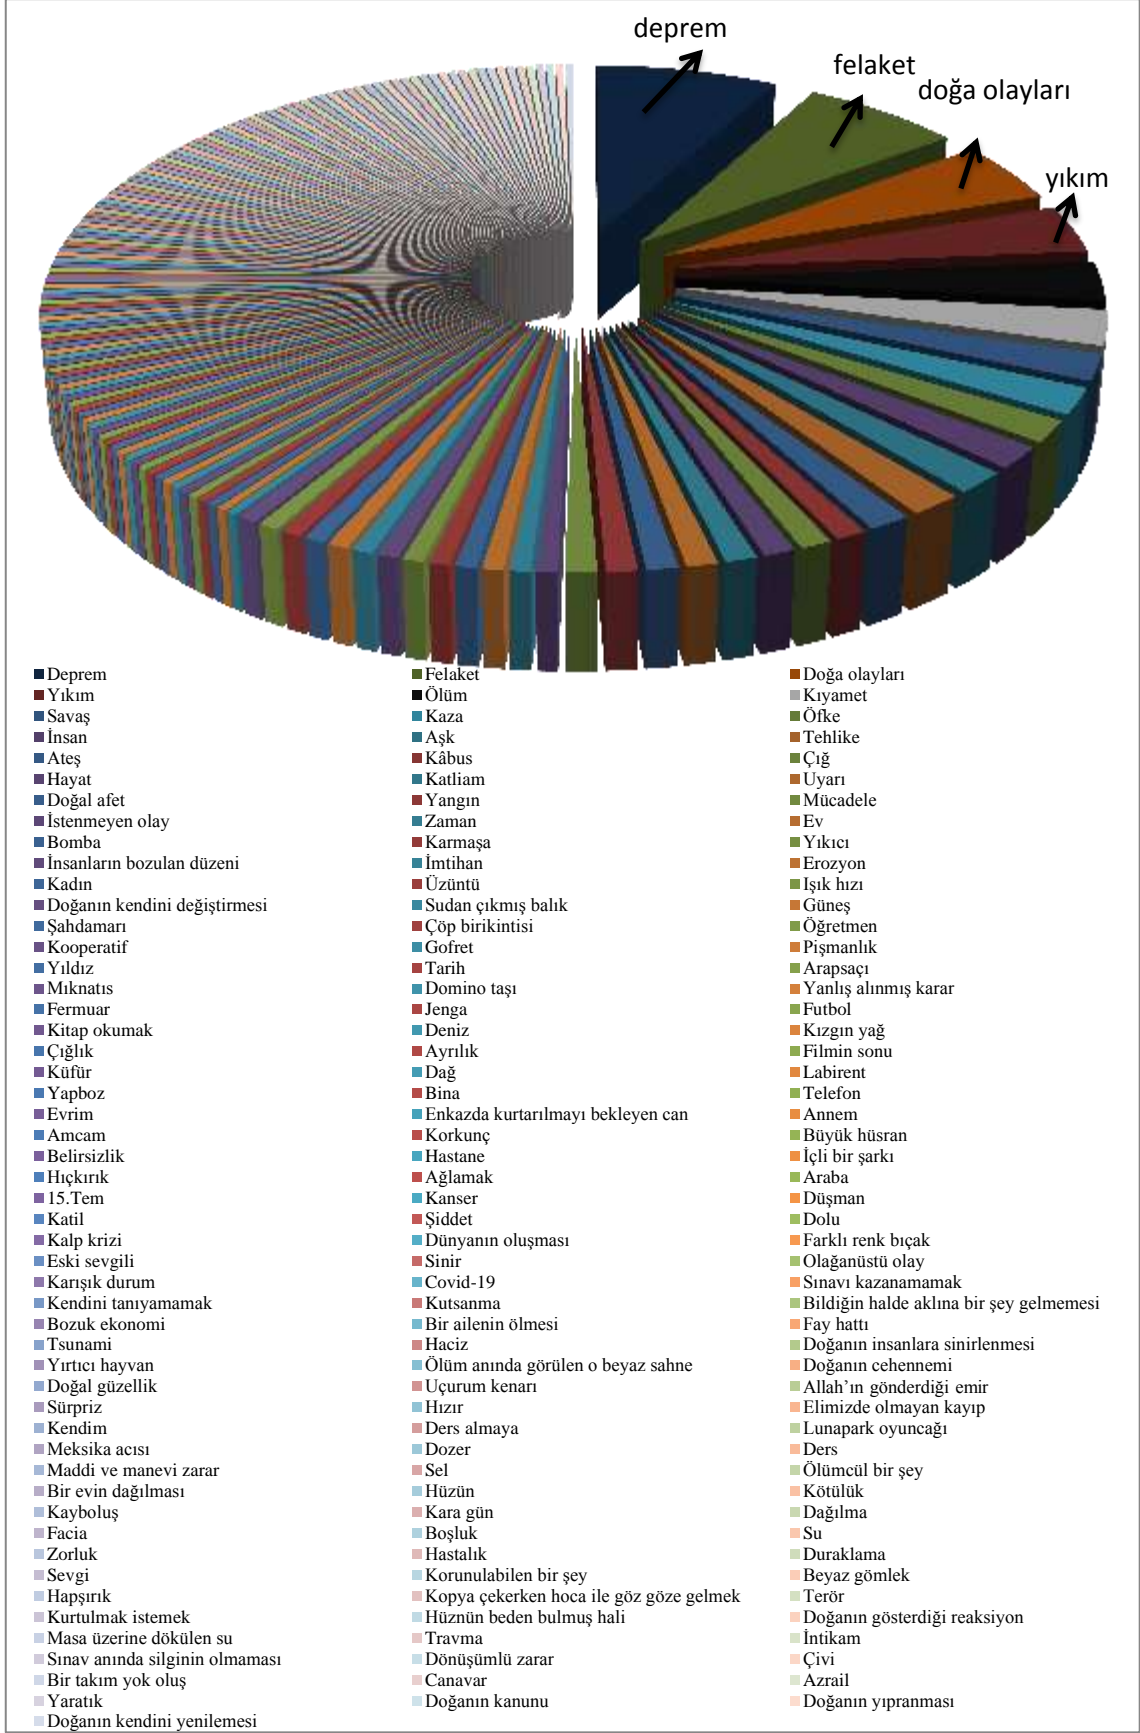 deprem
felaket
doğa olayları
yıkım
Deprem Felaket Doğa olayları
Yıkım Ölüm Kıyamet
Savaş Kaza Öfke
İnsan Aşk Tehlike
Ateş Kâbus Çığ
Hayat Katliam Uyarı
Doğal afet Yangın Mücadele
İstenmeyen olay Zaman Ev
Bomba Karmaşa Yıkıcı
İnsanların bozulan düzeni İmtihan Erozyon
Kadın Üzüntü Işık hızı
Doğanın kendini değiştirmesi Sudan çıkmış balık Güneş
Şahdamarı Çöp birikintisi Öğretmen
Kooperatif Gofret Pişmanlık
Yıldız Tarih Arapsaçı
Mıknatıs Domino taşı Yanlış alınmış karar
Fermuar Jenga Futbol
Kitap okumak Deniz Kızgın yağ
Çığlık Ayrılık Filmin sonu
Küfür Dağ Labirent
Yapboz Bina Telefon
Evrim Enkazda kurtarılmayı bekleyen can Annem
Amcam Korkunç Büyük hüsran
Belirsizlik Hastane İçli bir şarkı
Hıçkırık Ağlamak Araba
15.Tem Kanser Düşman
Katil Şiddet Dolu
Kalp krizi Dünyanın oluşması Farklı renk bıçak
Eski sevgili Sinir Olağanüstü olay
Karışık durum Covid-19 Sınavı kazanamamak
Kendini tanıyamamak Kutsanma Bildiğin halde aklına bir şey gelmemesi
Bozuk ekonomi Bir ailenin ölmesi Fay hattı
Tsunami Haciz Doğanın insanlara sinirlenmesi
Yırtıcı hayvan Ölüm anında görülen o beyaz sahne Doğanın cehennemi
Doğal güzellik Uçurum kenarı Allah’ın gönderdiği emir
Sürpriz Hızır Elimizde olmayan kayıp
Kendim Ders almaya Lunapark oyuncağı
Meksika acısı Dozer Ders
Maddi ve manevi zarar Sel Ölümcül bir şey
Bir evin dağılması Hüzün Kötülük
Kayboluş Kara gün Dağılma
Facia Boşluk Su
Zorluk Hastalık Duraklama
Sevgi Korunulabilen bir şey Beyaz gömlek
Hapşırık Kopya çekerken hoca ile göz göze gelmek Terör
Kurtulmak istemek Hüznün beden bulmuş hali Doğanın gösterdiği reaksiyon
Masa üzerine dökülen su Travma İntikam
Sınav anında silginin olmaması Dönüşümlü zarar Çivi
Bir takım yok oluş Canavar Azrail
Yaratık Doğanın kanunu Doğanın yıpranması
Doğanın kendini yenilemesi